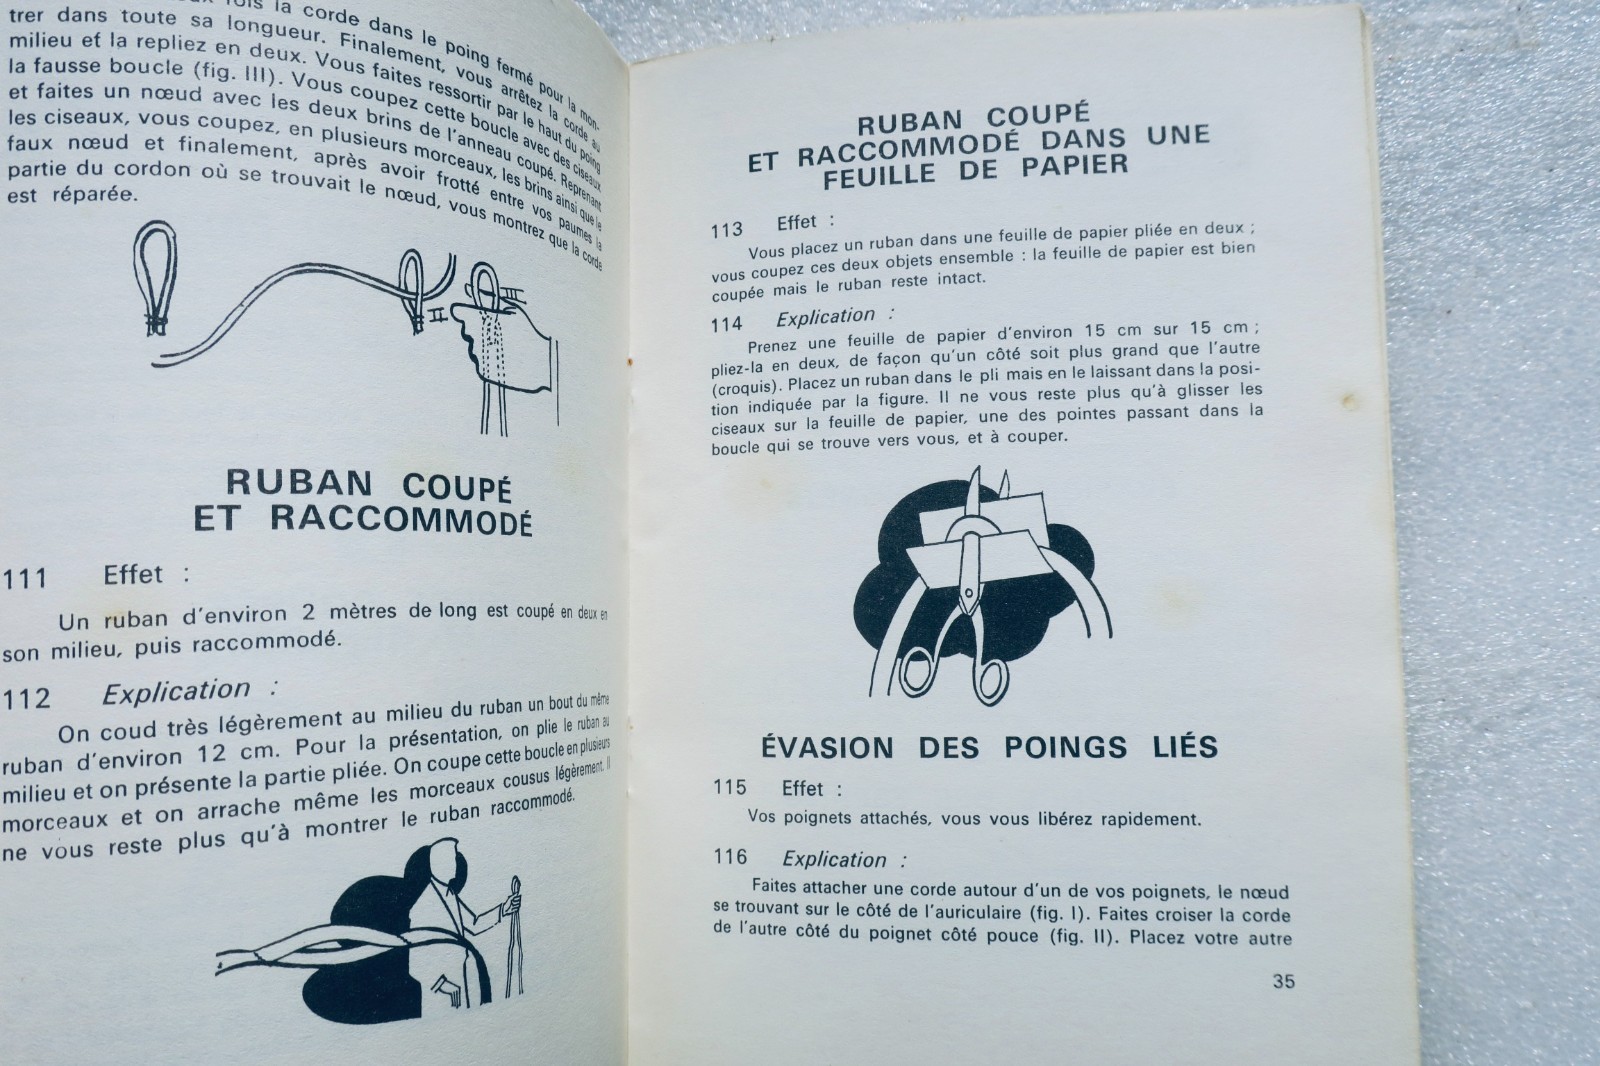 fois la corde dans le poing fermé pour la mon-
trer dans toute sa longueur. Finalement, vous arrêtez la corde au
milieu et la repliez en deux. Vous faites ressortir par le haut du poing
la fausse boucle (fig. III). Vous coupez cette boucle avec des ciseaux
et faites un nœud avec les deux brins de l'anneau coupé. Reprenant
les ciseaux, vous coupez, en plusieurs morceaux, les brins ainsi que le
faux nœud et finalement, après avoir frotté entre vos paumes la
partie du cordon où se trouvait le nœud, vous montrez que la corde
est réparée.
II
III
RUBAN COUPÉ
ET RACCOMMODÉ
111 Effet :
Un ruban d'environ 2 mètres de long est coupé en deux en
son milieu, puis raccommodé.
112 Explication :
On coud très légèrement au milieu du ruban un bout du même
ruban d'environ 12 cm. Pour la présentation, on plie le ruban au
milieu et on présente la partie pliée. On coupe cette boucle en plusieurs
morceaux et on arrache même les morceaux cousus légèrement. Il
ne vous reste plus qu'à montrer le ruban raccommodé.
RUBAN COUPÉ
ET RACCOMMODÉ DANS UNE
FEUILLE DE PAPIER
113 Effet :
Vous placez un ruban dans une feuille de papier pliée en deux ;
vous coupez ces deux objets ensemble : la feuille de papier est bien
coupée mais le ruban reste intact.
114 Explication :
Prenez une feuille de papier d'environ 15 cm sur 15 cm ;
pliez-la en deux, de façon qu'un côté soit plus grand que l'autre
(croquis). Placez un ruban dans le pli mais en le laissant dans la posi-
tion indiquée par la figure. Il ne vous reste plus qu'à glisser les
ciseaux sur la feuille de papier, une des pointes passant dans la
boucle qui se trouve vers vous, et à couper.
ÉVASION DES POINGS LIÉS
115 Effet :
Vos poignets attachés, vous vous libérez rapidement.
116 Explication :
Faites attacher une corde autour d'un de vos poignets, le nœud
se trouvant sur le côté de l'auriculaire (fig. I). Faites croiser la corde
de l'autre côté du poignet côté pouce (fig. II). Placez votre autre
35